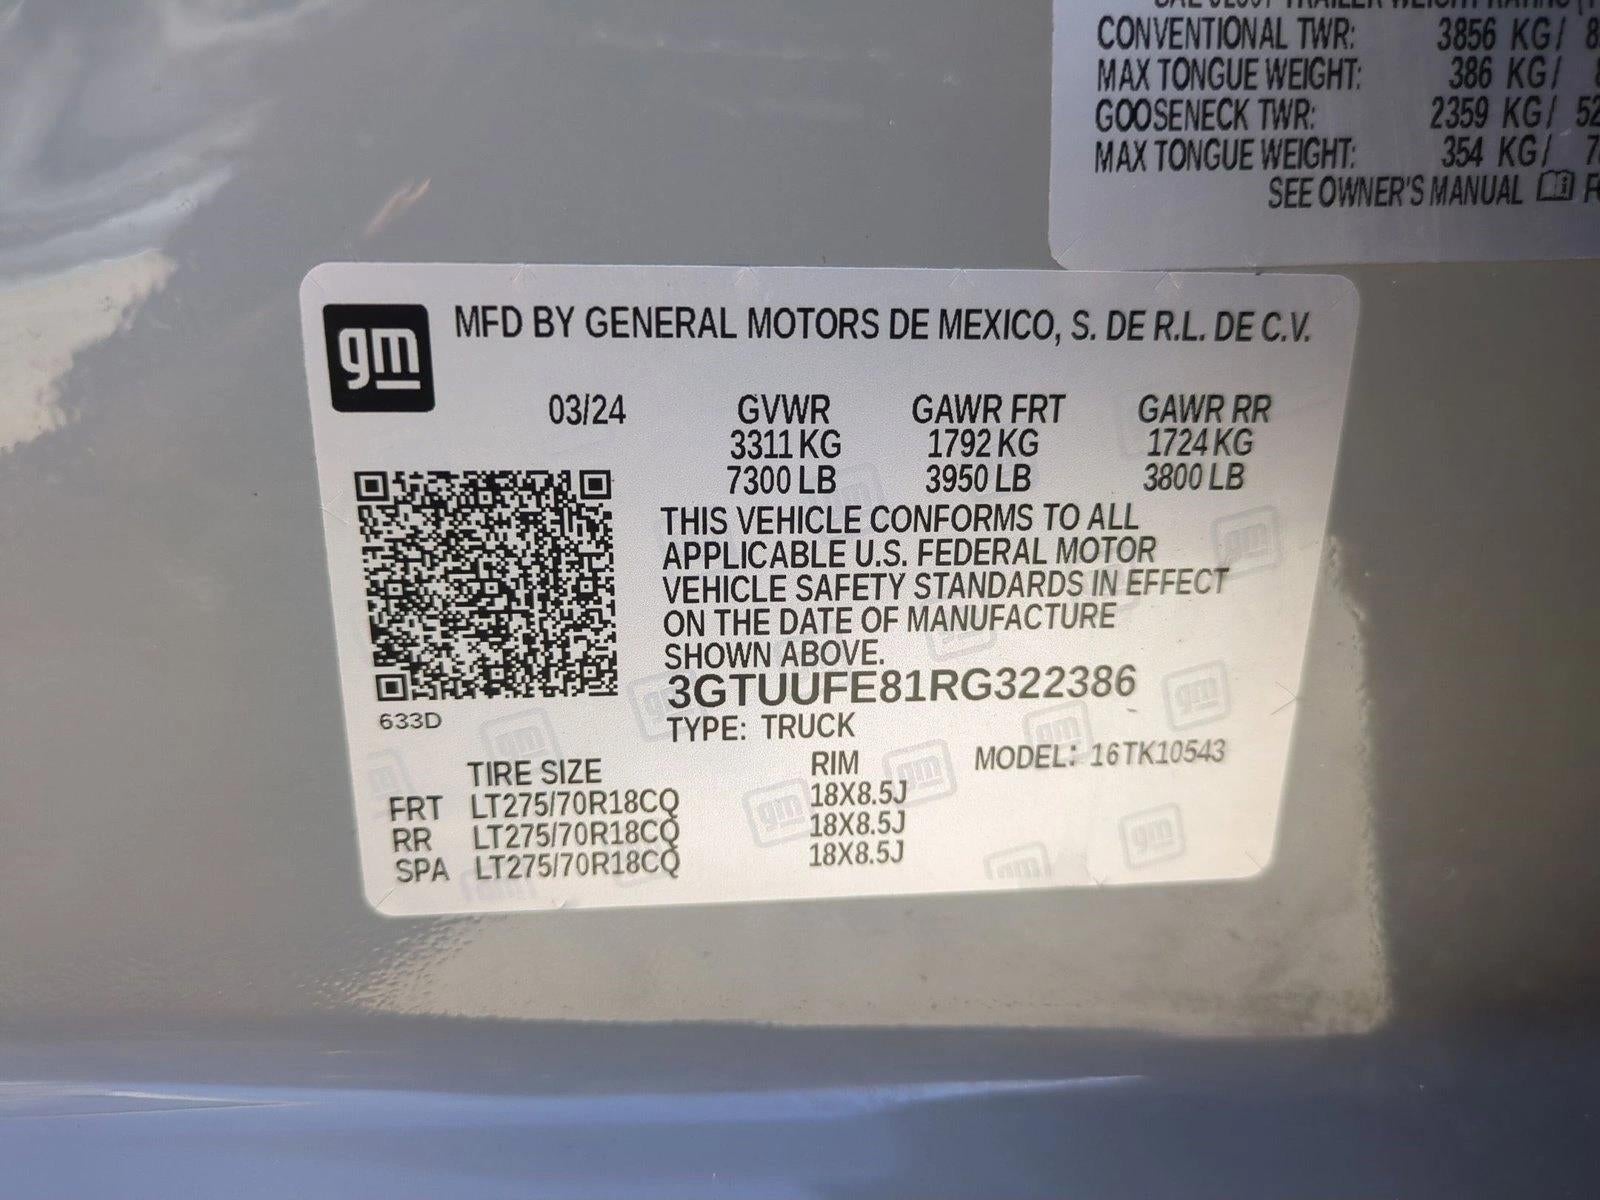 CONVENTIONAL TWR: 3856 KG/
MAX TONGUE WEIGHT: 386 KG/
GOOSENECK TWR: 2359 KG/ 52
MAX TONGUE WEIGHT: 354 KG/
SEE OWNER'S MANUAL
gm
MFD BY GENERAL MOTORS DE MEXICO, S. DE R.L. DE C.V.
03/24 GVWR GAWR FRT GAWR RR
3311 KG 1792 KG 1724 KG
7300 LB 3950 LB 3800 LB
THIS VEHICLE CONFORMS TO ALL
APPLICABLE U.S. FEDERAL MOTOR
VEHICLE SAFETY STANDARDS IN EFFECT
ON THE DATE OF MANUFACTURE
SHOWN ABOVE.
3GTUUFE81RG322386
633D
TYPE: TRUCK
TIRE SIZE RIM MODEL: 16TK10543
FRT LT275/70R18CQ 18X8.5J
RR LT275/70R18CQ 18X8.5J
SPA LT275/70R18CQ 18X8.5J